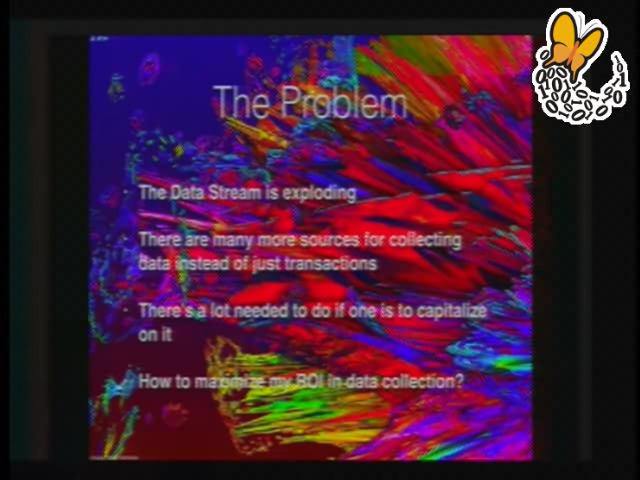 The Problem
The Data Stream is exploding
There are many more sources for collecting
data instead of just transactions
There's a lot needed to do if one is to capitalize
on it
How to maximize my ROI in data collection?